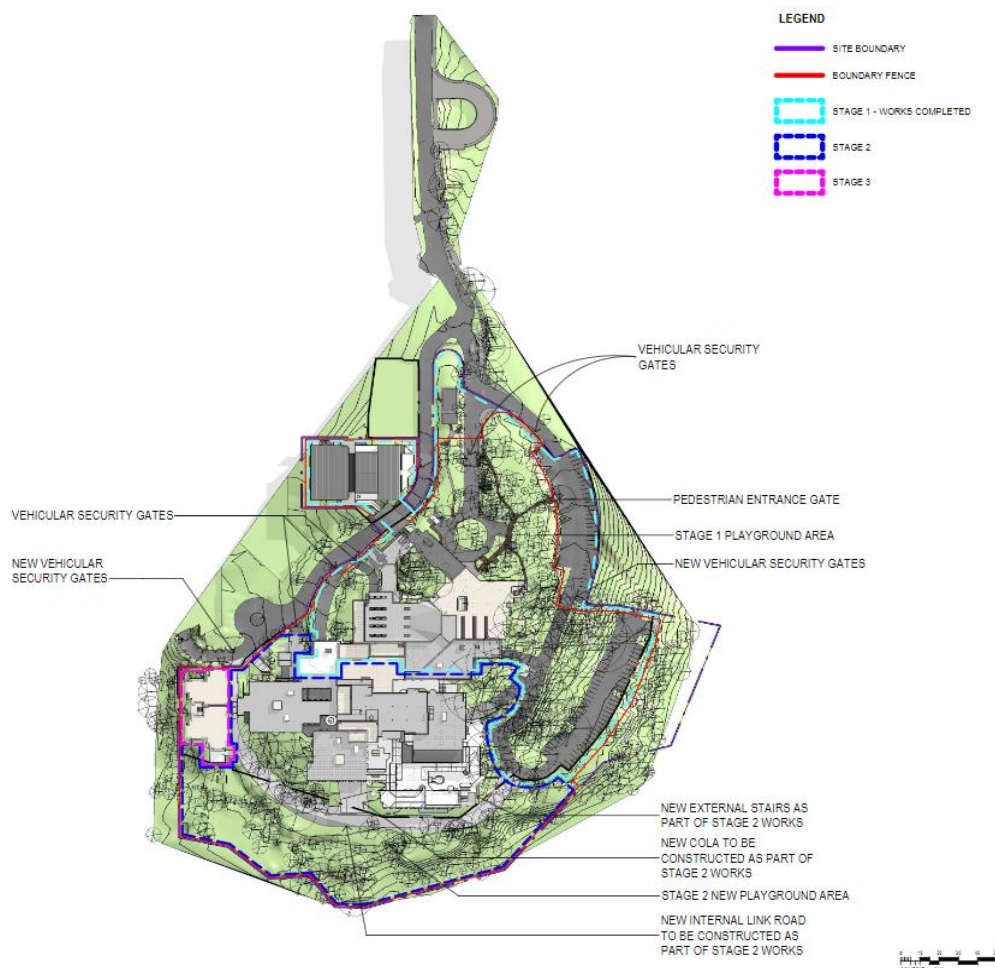 LEGEND
SITE BOUNDARY
BOUNDARY FENCE
STAGE 1 - WORKS COMPLETED
STAGE 2
STAGE 3
VEHICULAR SECURITY
GATES
PEDESTRIAN ENTRANCE GATE
STAGE 1 PLAYGROUND AREA
NEW VEHICULAR SECURITY GATES
VEHICULAR SECURITY GATES
NEW VEHICULAR
SECURITY GATES
NEW EXTERNAL STAIRS AS
PART OF STAGE 2 WORKS
NEW COLA TO BE
CONSTRUCTED AS PART OF
STAGE 2 WORKS
STAGE 2 NEW PLAYGROUND AREA
NEW INTERNAL LINK ROAD
TO BE CONSTRUCTED AS
PART OF STAGE 2 WORKS